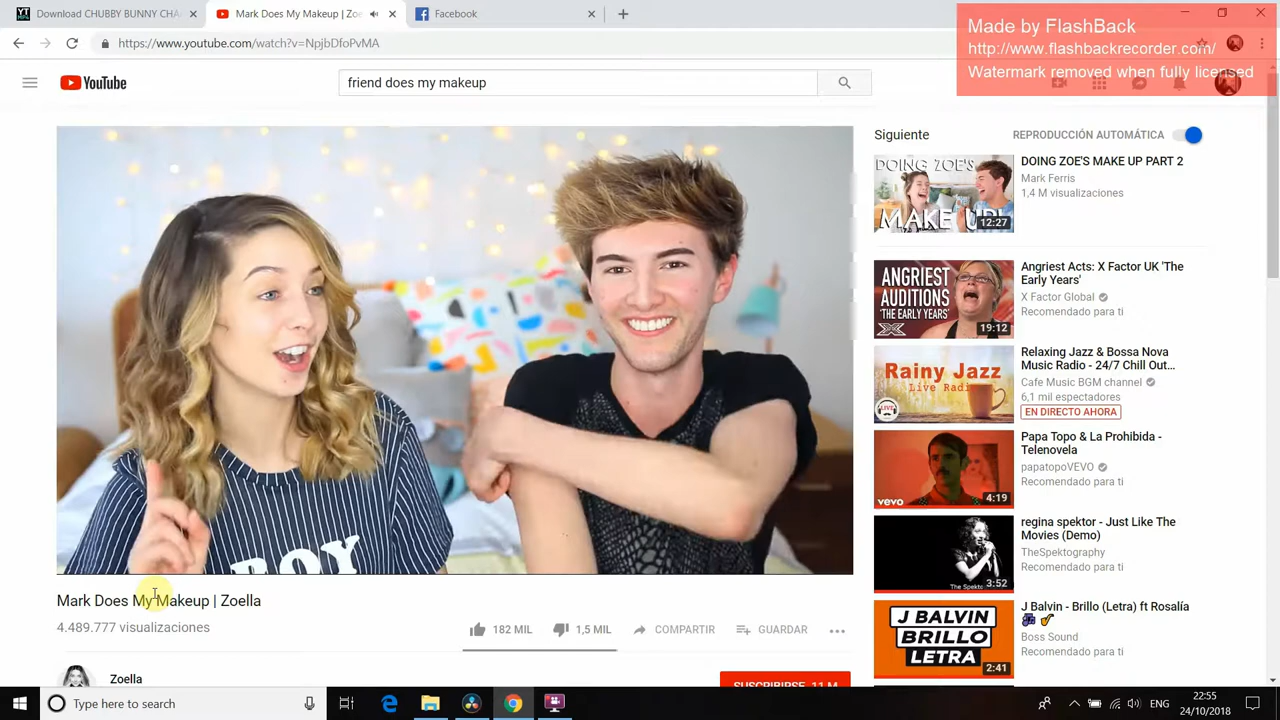 Download CHUBBY BUNNY CHA
Mark Does My Makeup | Zoe
Facebook
Made by FlashBack
http://www.flashbackrecorder.com/
Watermark removed when fully licensed
https://www.youtube.com/watch?v=NpjbDfoPvMA
YouTube
friend does my makeup
Siguiente
REPRODUCCIÓN AUTOMÁTICA
DOING ZOE'S
MAKE UP!
12:27
DOING ZOE'S MAKE UP PART 2
Mark Ferris
1,4 M visualizaciones
ANGRIEST
AUDITIONS
'THE EARLY YEARS'
19:12
Angriest Acts: X Factor UK 'The
Early Years'
X Factor Global
Recomendado para ti
Rainy Jazz
Live Radio
LIVE
Relaxing Jazz & Bossa Nova
Music Radio - 24/7 Chill Out...
Cafe Music BGM channel
6,1 mil espectadores
EN DIRECTO AHORA
vevo
4:19
Papa Topo & La Prohibida -
Telenovela
papatopoVEVO
Recomendado para ti
The Spekto
3:52
regina spektor - Just Like The
Movies (Demo)
TheSpektography
Recomendado para ti
J BALVIN
BRILLO
LETRA
2:41
J Balvin - Brillo (Letra) ft Rosalía
Boss Sound
Recomendado para ti
BOY
Mark Does My Makeup | Zoella
4.489.777 visualizaciones
182 MIL
1,5 MIL
COMPARTIR
GUARDAR
Zoella
SUSCRIBIRSE 11 M
Type here to search
ENG
22:55
24/10/2018